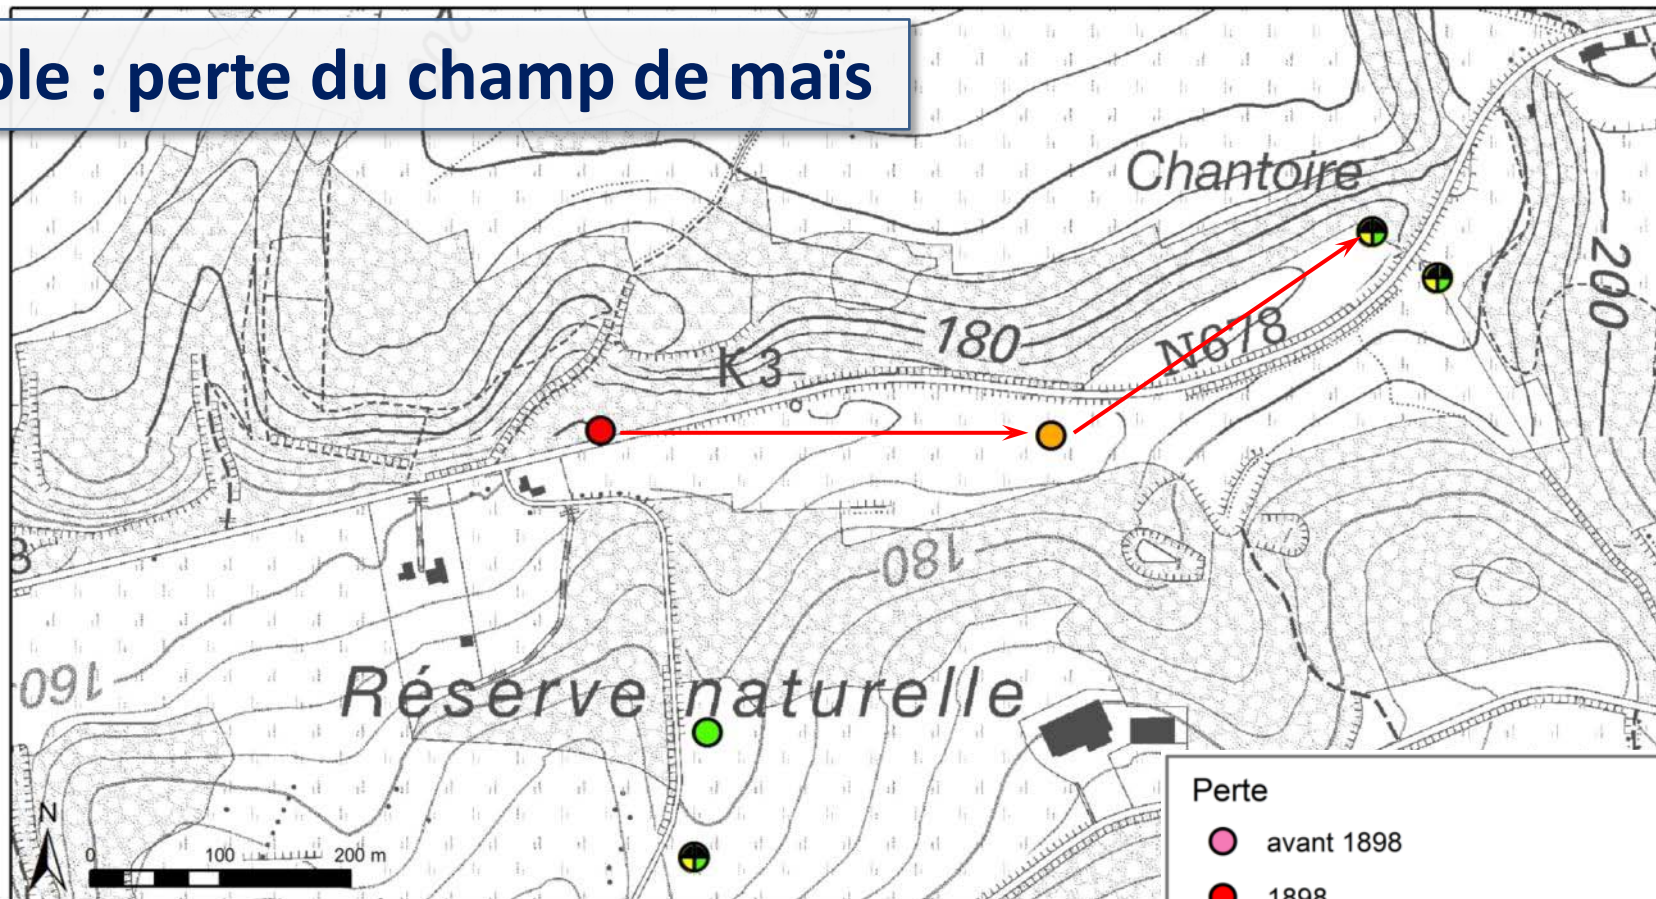 ple : perte du champ de maïs
Chantoire
200
180
N678
K3
180
8
160
Réserve naturelle
N
0 100 200 m
Perte
avant 1898
1898